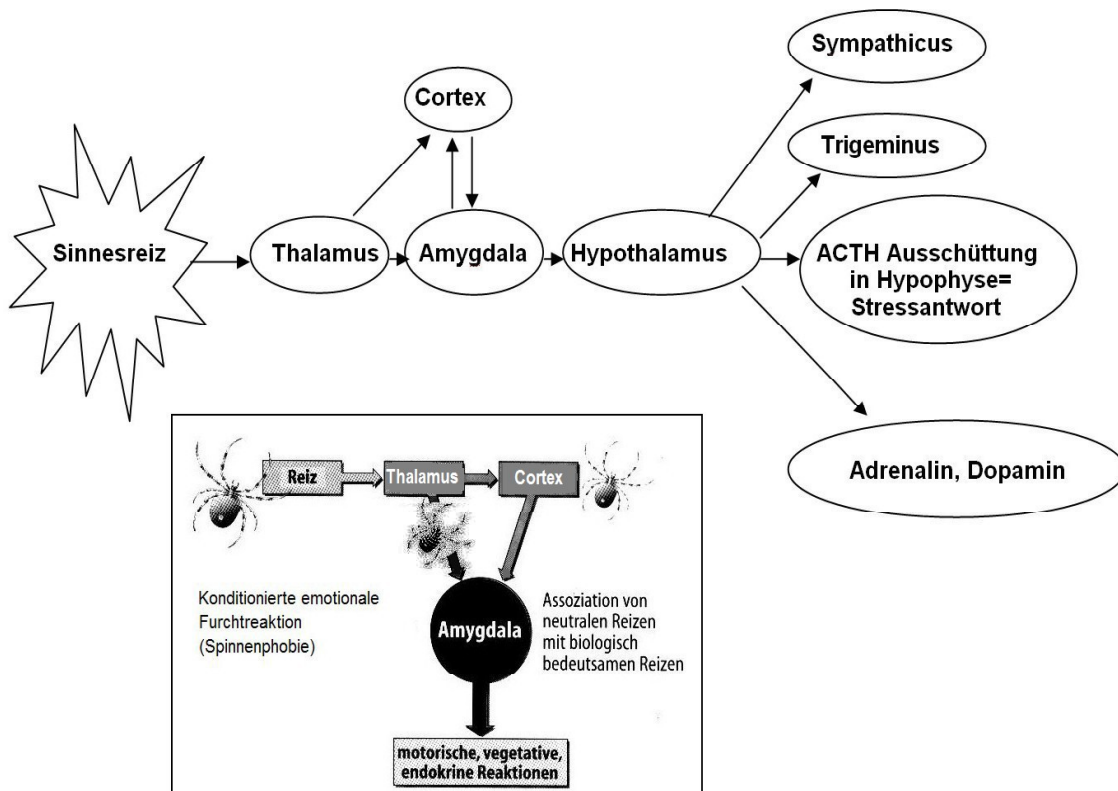 Sympathicus
Cortex
Trigeminus
Sinnesreiz
Thalamus
Amygdala
Hypothalamus
ACTH Ausschüttung
in Hypophyse=
Stressantwort
Adrenalin, Dopamin
Reiz
Thalamus
Cortex
Konditionierte emotionale
Furchtreaktion
(Spinnenphobie)
Amygdala
Assoziation von
neutralen Reizen
mit biologisch
bedeutsamen Reizen
motorische, vegetative,
endokrine Reaktionen